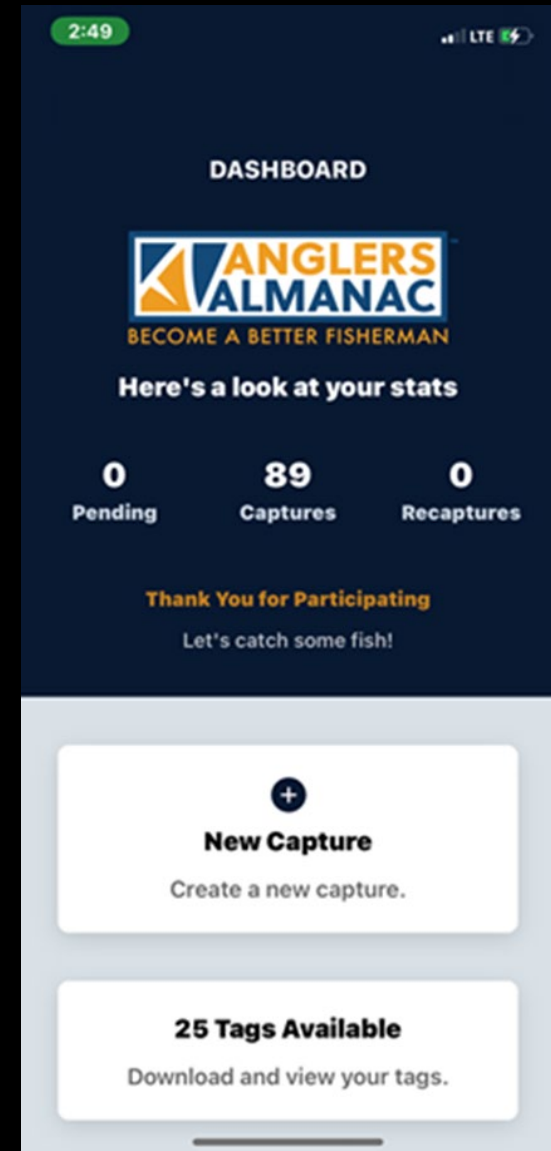 2:49
LTE
DASHBOARD
ANGLERS
ALMANAC
BECOME A BETTER FISHERMAN
Here's a look at your stats
0 89 0
Pending Captures Recaptures
Thank You for Participating
Let's catch some fish!
New Capture
Create a new capture.
25 Tags Available
Download and view your tags.